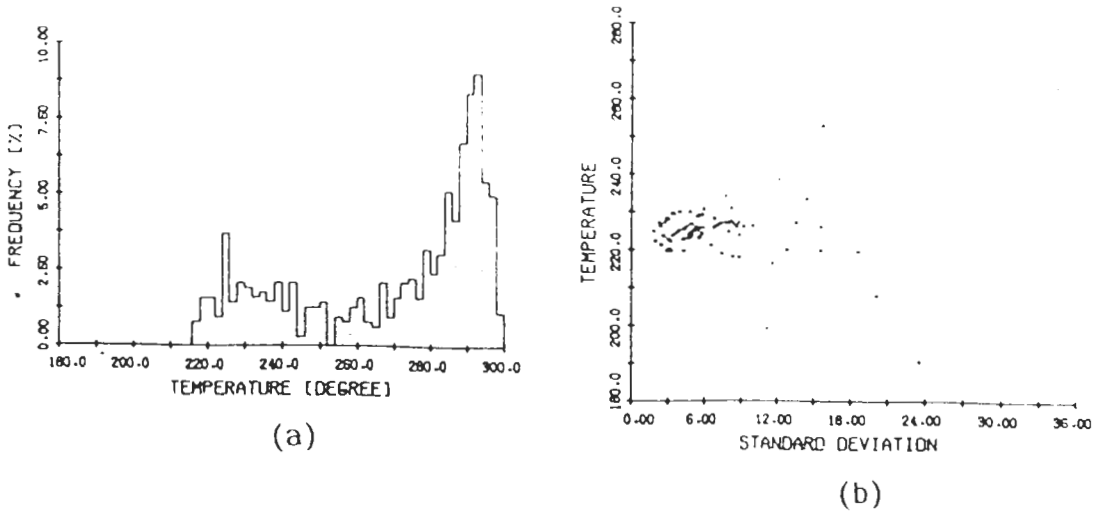 10.00
7.50
5.00
2.50
0.00
FREQUENCY [%]
180.0 200.0 220.0 240.0 260.0 280.0 300.0
TEMPERATURE [DEGREE]
(a)
280.0
260.0
240.0
220.0
200.0
180.0
TEMPERATURE
0.00 6.00 12.00 18.00 24.00 30.00 36.00
STANDARD DEVIATION
(b)